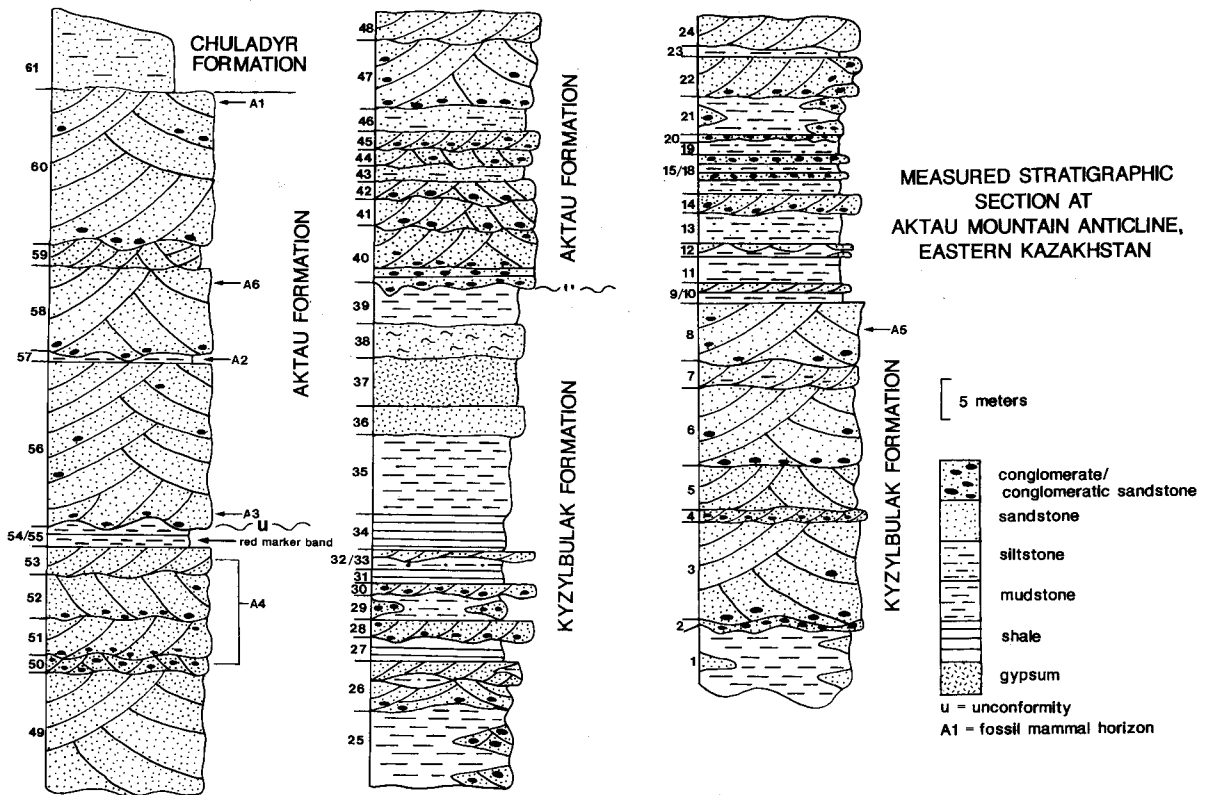 CHULADYR
FORMATION
61
A1
60
59
A6
58
57
A2
56
A3
u
54/55
red marker band
53
52
A4
51
50
49
AKTAU FORMATION
48
47
46
45
44
43
42
41
40
39
38
37
36
35
34
32/33
31
30
29
28
27
26
25
AKTAU FORMATION
KYZYLBULAK FORMATION
24
23
22
21
20
19
15/18
14
13
12
11
9/10
8
A5
7
6
5
4
3
2
1
KYZYLBULAK FORMATION
MEASURED STRATIGRAPHIC
SECTION AT
AKTAU MOUNTAIN ANTICLINE,
EASTERN KAZAKHSTAN
5 meters
conglomerate/
conglomeratic sandstone
sandstone
siltstone
mudstone
shale
gypsum
u = unconformity
A1 = fossil mammal horizon